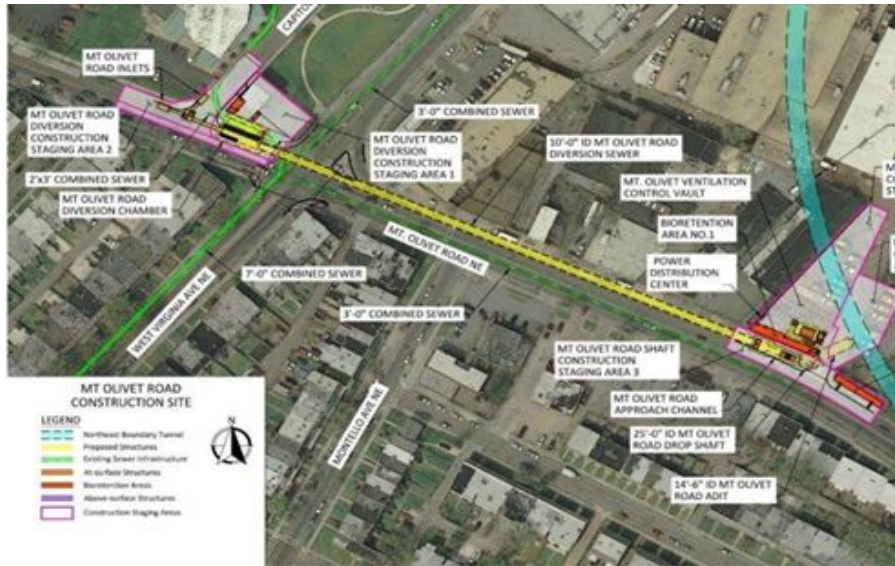 CAPITOL
MT OLIVET
ROAD INLETS
MT OLIVET ROAD
DIVERSION
CONSTRUCTION
STAGING AREA 2
2'x3' COMBINED SEWER
MT OLIVET ROAD
DIVERSION CHAMBER
3'-0" COMBINED SEWER
MT OLIVET ROAD
DIVERSION
CONSTRUCTION
STAGING AREA 1
10'-0" ID MT OLIVET ROAD
DIVERSION SEWER
MT. OLIVET VENTILATION
CONTROL VAULT
BIORETENTION
AREA NO.1
POWER
DISTRIBUTION
CENTER
MT. OLIVET ROAD NE
7'-0" COMBINED SEWER
WEST VIRGINIA AVE NE
3'-0" COMBINED SEWER
MONTELLO AVE NE
MT OLIVET ROAD SHAFT
CONSTRUCTION
STAGING AREA 3
MT OLIVET ROAD
APPROACH CHANNEL
25'-0" ID MT OLIVET
ROAD DROP SHAFT
14'-6" ID MT OLIVET
ROAD ADIT
MT OLIVET ROAD
CONSTRUCTION SITE
LEGEND
Northeast Boundary Tunnel
Proposed Structures
Existing Sewer Infrastructure
At-surface Structures
Bioretention Areas
Above-surface Structures
Construction Staging Areas
N